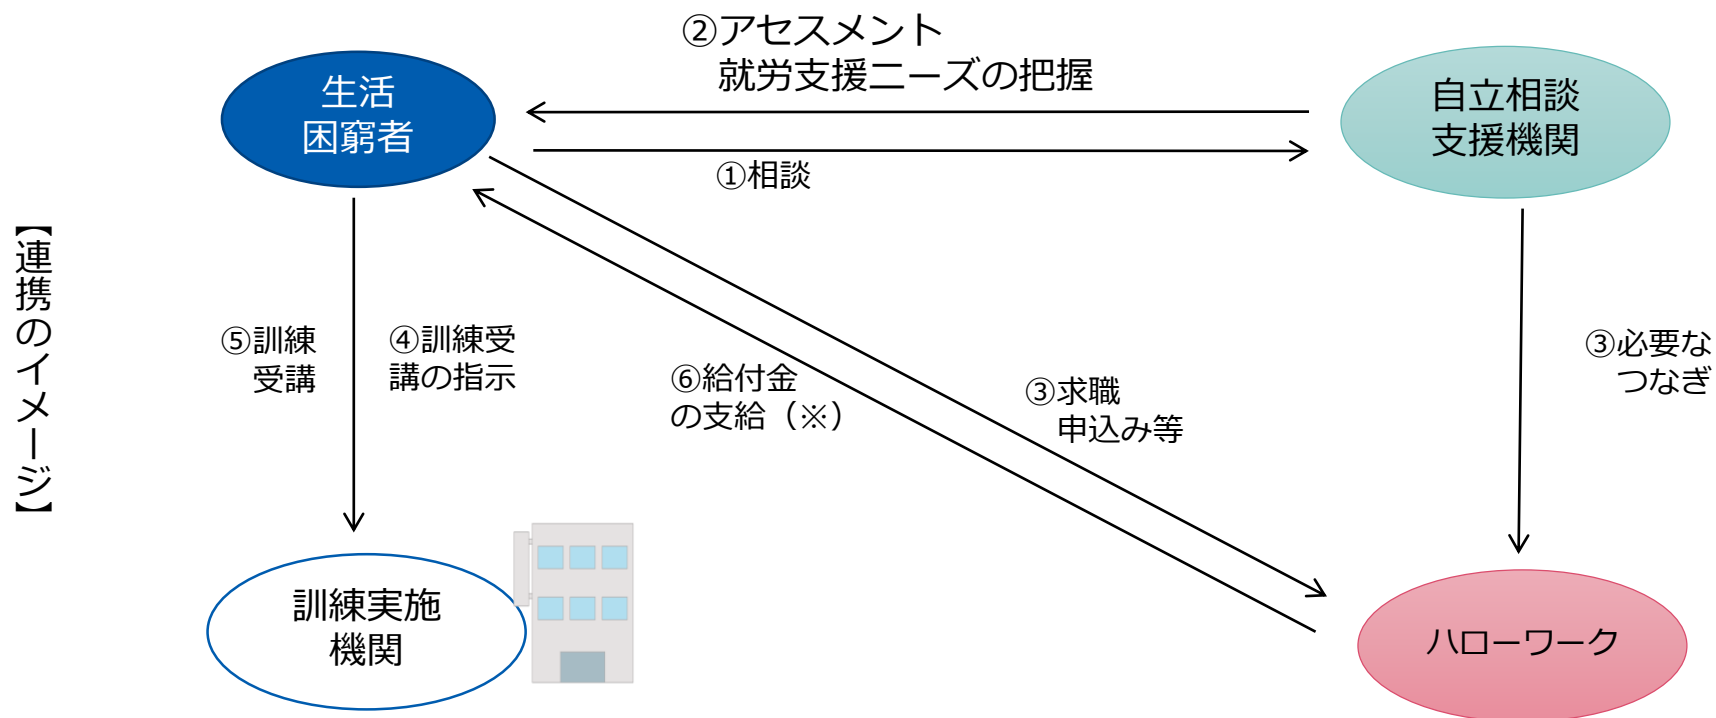 【連携のイメージ】
②アセスメント
就労支援ニーズの把握
生活
困窮者
自立相談
支援機関
①相談
⑤訓練
受講
④訓練受
講の指示
⑥給付金
の支給（※）
③求職
申込み等
③必要な
つなぎ
訓練実施
機関
ハローワーク